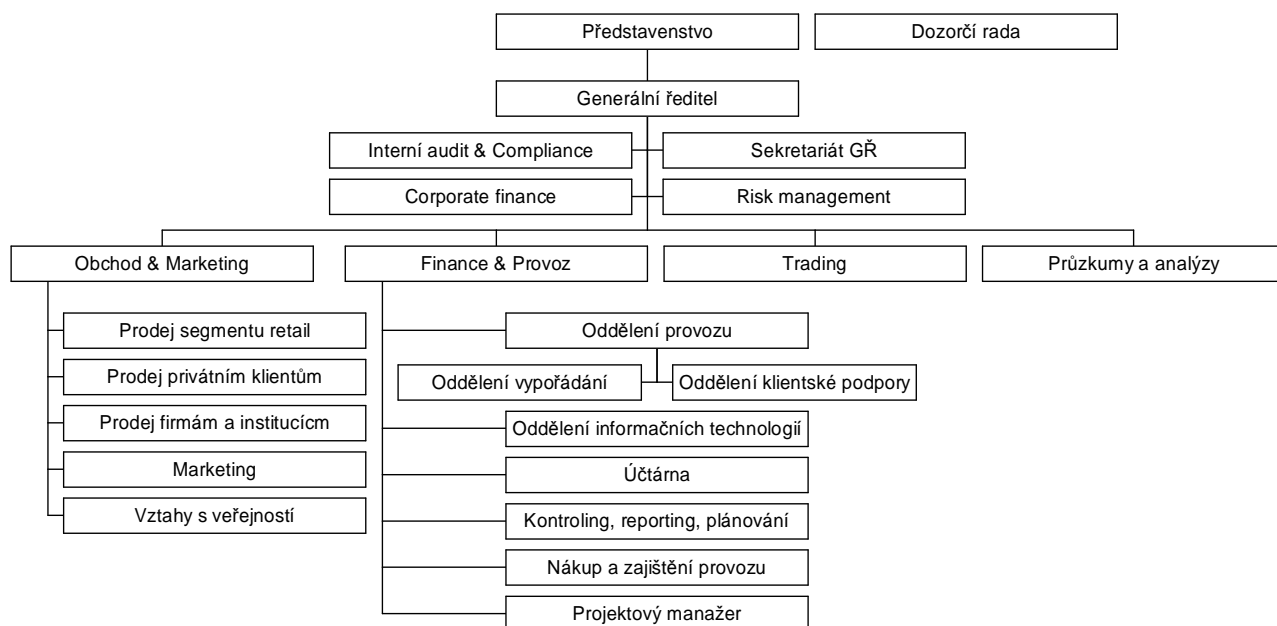 Představenstvo
Dozorčí rada
Generální ředitel
Interní audit & Compliance
Sekretariát GŘ
Corporate finance
Risk management
Obchod & Marketing
Finance & Provoz
Trading
Průzkumy a analýzy
Prodej segmentu retail
Prodej privátním klientům
Prodej firmám a institucícm
Marketing
Vztahy s veřejností
Oddělení provozu
Oddělení vypořádání
Oddělení klientské podpory
Oddělení informačních technologií
Účtárna
Kontroling, reporting, plánování
Nákup a zajištění provozu
Projektový manažer